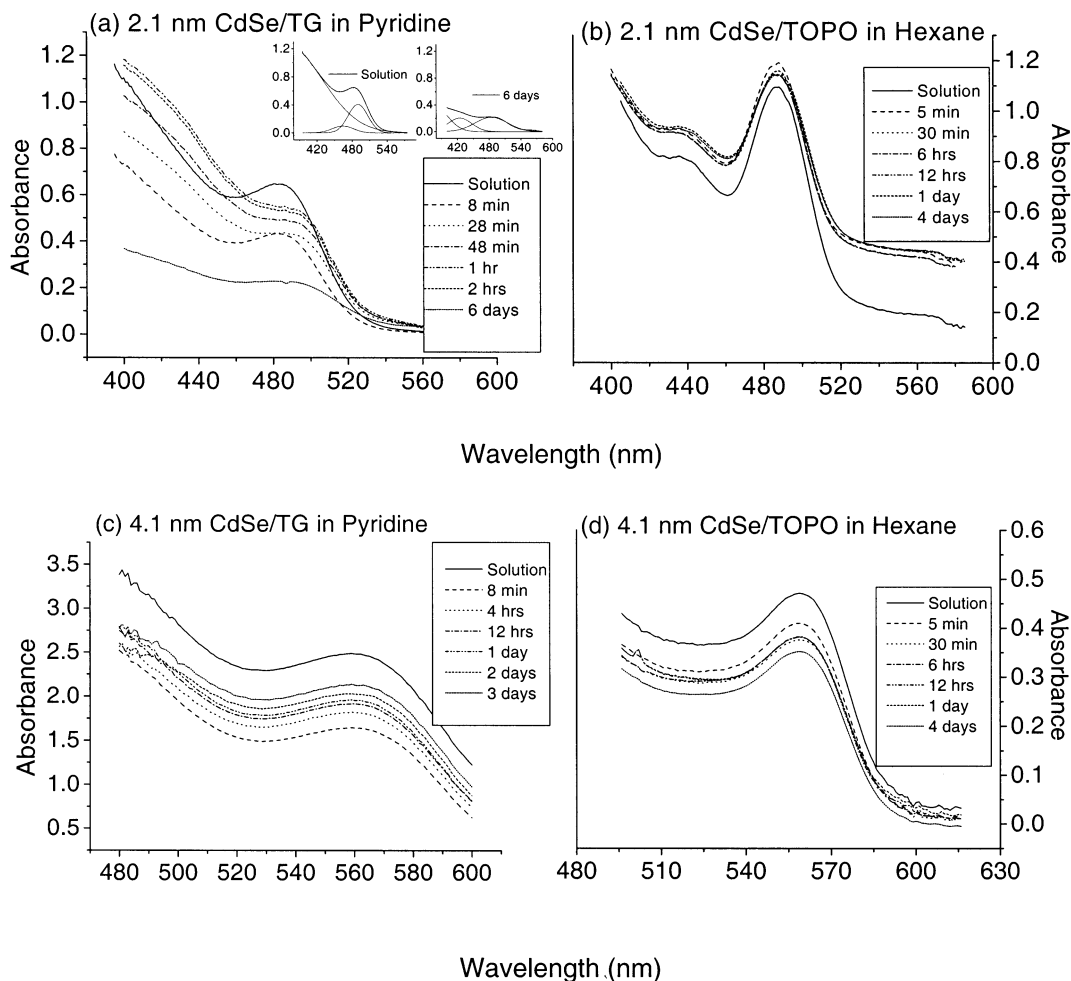 (a) 2.1 nm CdSe/TG in Pyridine
1.2
1.0
0.8
0.6
0.4
0.2
0.0
400
440
480
520
560
600
Absorbance
1.2
0.8
0.4
0.0
420
480
540
Solution
1.2
0.8
0.4
0.0
420
480
540
600
6 days
Solution
8 min
28 min
48 min
1 hr
2 hrs
6 days
(b) 2.1 nm CdSe/TOPO in Hexane
Solution
5 min
30 min
6 hrs
12 hrs
1 day
4 days
1.2
1.0
0.8
0.6
0.4
0.2
0.0
Absorbance
400
440
480
520
560
600
Wavelength (nm)
(c) 4.1 nm CdSe/TG in Pyridine
3.5
3.0
2.5
2.0
1.5
1.0
0.5
Absorbance
480
500
520
540
560
580
600
Solution
8 min
4 hrs
12 hrs
1 day
2 days
3 days
(d) 4.1 nm CdSe/TOPO in Hexane
Solution
5 min
30 min
6 hrs
12 hrs
1 day
4 days
0.6
0.5
0.4
0.3
0.2
0.1
0.0
Absorbance
480
510
540
570
600
630
Wavelength (nm)